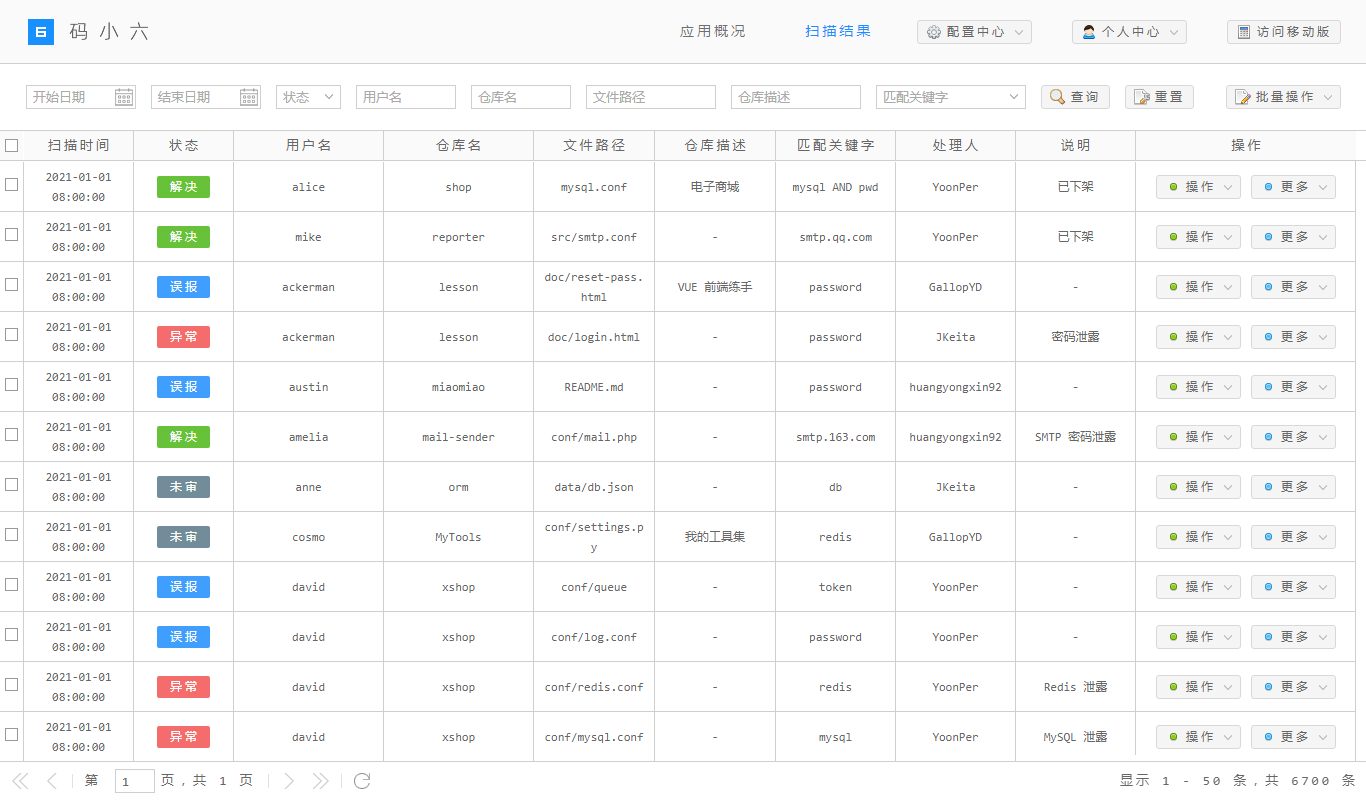 6 码小六 应用概况 扫描结果 配置中心 个人中心 访问移动版
开始日期 结束日期 状态 用户名 仓库名 文件路径 仓库描述 匹配关键字 查询 重置 批量操作
扫描时间 状态 用户名 仓库名 文件路径 仓库描述 匹配关键字 处理人 说明 操作
2021-01-01 08:00:00 解决 alice shop mysql.conf 电子商城 mysql AND pwd YoonPer 已下架 操作 更多
2021-01-01 08:00:00 解决 mike reporter src/smtp.conf - smtp.qq.com YoonPer 已下架 操作 更多
2021-01-01 08:00:00 误报 ackerman lesson doc/reset-pass.html VUE 前端练手 password GallopYD - 操作 更多
2021-01-01 08:00:00 异常 ackerman lesson doc/login.html - password JKeita 密码泄露 操作 更多
2021-01-01 08:00:00 误报 austin miaomiao README.md - password huangyongxin92 - 操作 更多
2021-01-01 08:00:00 解决 amelia mail-sender conf/mail.php - smtp.163.com huangyongxin92 SMTP 密码泄露 操作 更多
2021-01-01 08:00:00 未审 anne orm data/db.json - db JKeita - 操作 更多
2021-01-01 08:00:00 未审 cosmo MyTools conf/settings.py 我的工具集 redis GallopYD - 操作 更多
2021-01-01 08:00:00 误报 david xshop conf/queue - token YoonPer - 操作 更多
2021-01-01 08:00:00 误报 david xshop conf/log.conf - password YoonPer - 操作 更多
2021-01-01 08:00:00 异常 david xshop conf/redis.conf - redis YoonPer Redis 泄露 操作 更多
2021-01-01 08:00:00 异常 david xshop conf/mysql.conf - mysql YoonPer MySQL 泄露 操作 更多
第 1 页,共 1 页 显示 1 - 50 条,共 6700 条